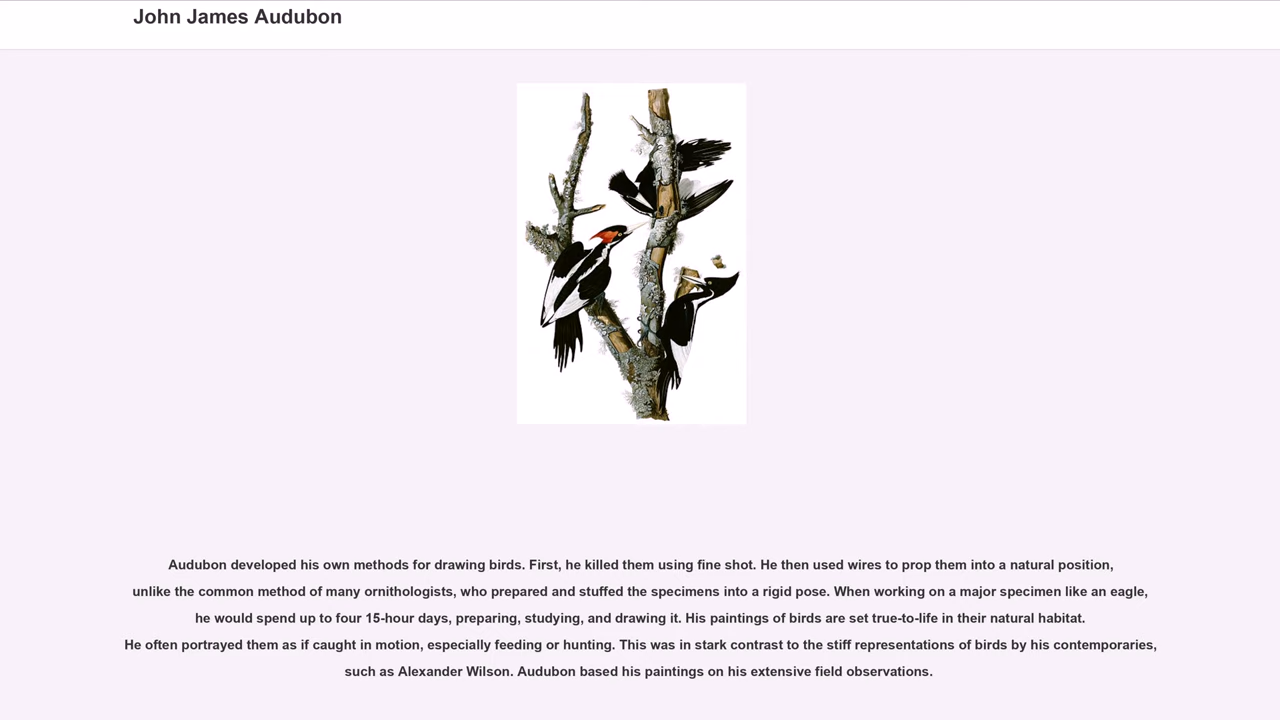 John James Audubon
Audubon developed his own methods for drawing birds. First, he killed them using fine shot. He then used wires to prop them into a natural position,
unlike the common method of many ornithologists, who prepared and stuffed the specimens into a rigid pose. When working on a major specimen like an eagle,
he would spend up to four 15-hour days, preparing, studying, and drawing it. His paintings of birds are set true-to-life in their natural habitat.
He often portrayed them as if caught in motion, especially feeding or hunting. This was in stark contrast to the stiff representations of birds by his contemporaries,
such as Alexander Wilson. Audubon based his paintings on his extensive field observations.